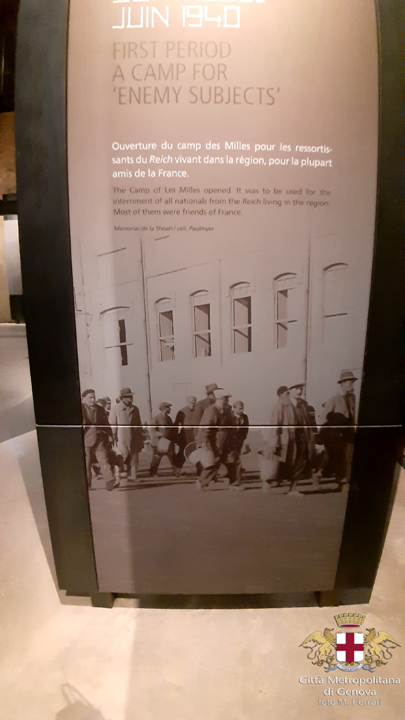 JUIN 1940
FIRST PERIOD
A CAMP FOR
'ENEMY SUBJECTS'
Ouverture du camp des Milles pour les ressortis-
sants du Reich vivant dans la région, pour la plupart
amis de la France.
The Camp of Les Milles opened. It was to be used for the
internment of all nationals from the Reich living in the region.
Most of them were friends of France.
Mémorial de la Shoah / coll. Paulmyer
Città Metropolitana
di Genova
foto M. Ferrari